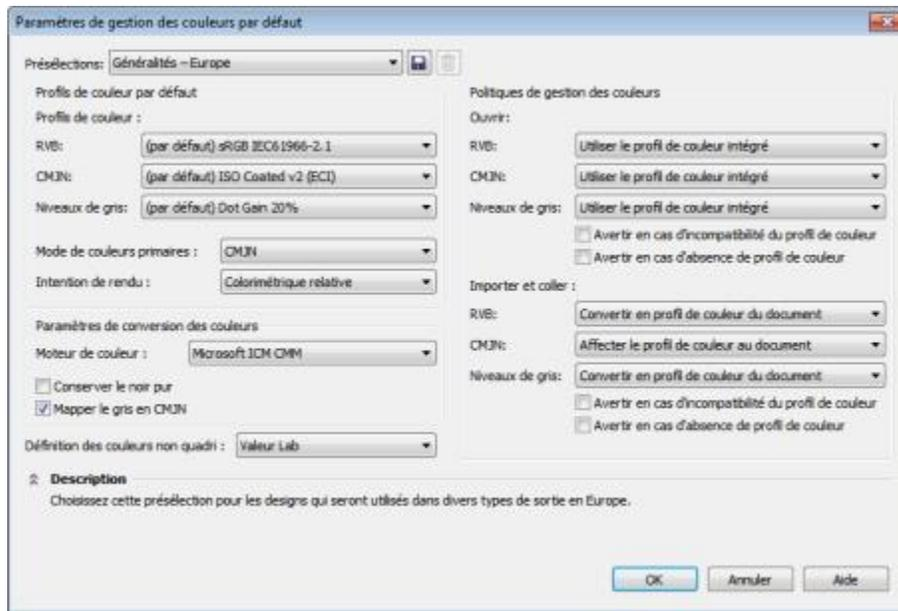 Paramètres de gestion des couleurs par défaut
Présélections: Généralités – Europe
Profils de couleur par défaut
Profils de couleur :
RVB: (par défaut) sRGB IEC61966-2.1
CMJN: (par défaut) ISO Coated v2 (ECI)
Niveaux de gris: (par défaut) Dot Gain 20%
Mode de couleurs primaires : CMJN
Intention de rendu : Colorimétrique relative
Paramètres de conversion des couleurs
Moteur de couleur : Microsoft ICM CMM
Conserver le noir pur
Mapper le gris en CMJN
Définition des couleurs non quadri : Valeur Lab
Politiques de gestion des couleurs
Ouvrir:
RVB: Utiliser le profil de couleur intégré
CMJN: Utiliser le profil de couleur intégré
Niveaux de gris: Utiliser le profil de couleur intégré
Avertir en cas d'incompatibilité du profil de couleur
Avertir en cas d'absence de profil de couleur
Importer et coller :
RVB: Convertir en profil de couleur du document
CMJN: Affecter le profil de couleur au document
Niveaux de gris: Convertir en profil de couleur du document
Avertir en cas d'incompatibilité du profil de couleur
Avertir en cas d'absence de profil de couleur
Description
Choisissez cette présélection pour les designs qui seront utilisés dans divers types de sortie en Europe.
OK Annuler Aide